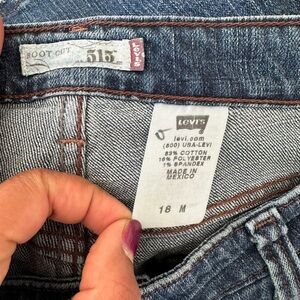 BOOT CUT 515
LEVI'S
Levi's
levi.com
(800) USA-LEVI
83% COTTON
16% POLYESTER
1% SPANDEX
MADE IN
MEXICO
18 M